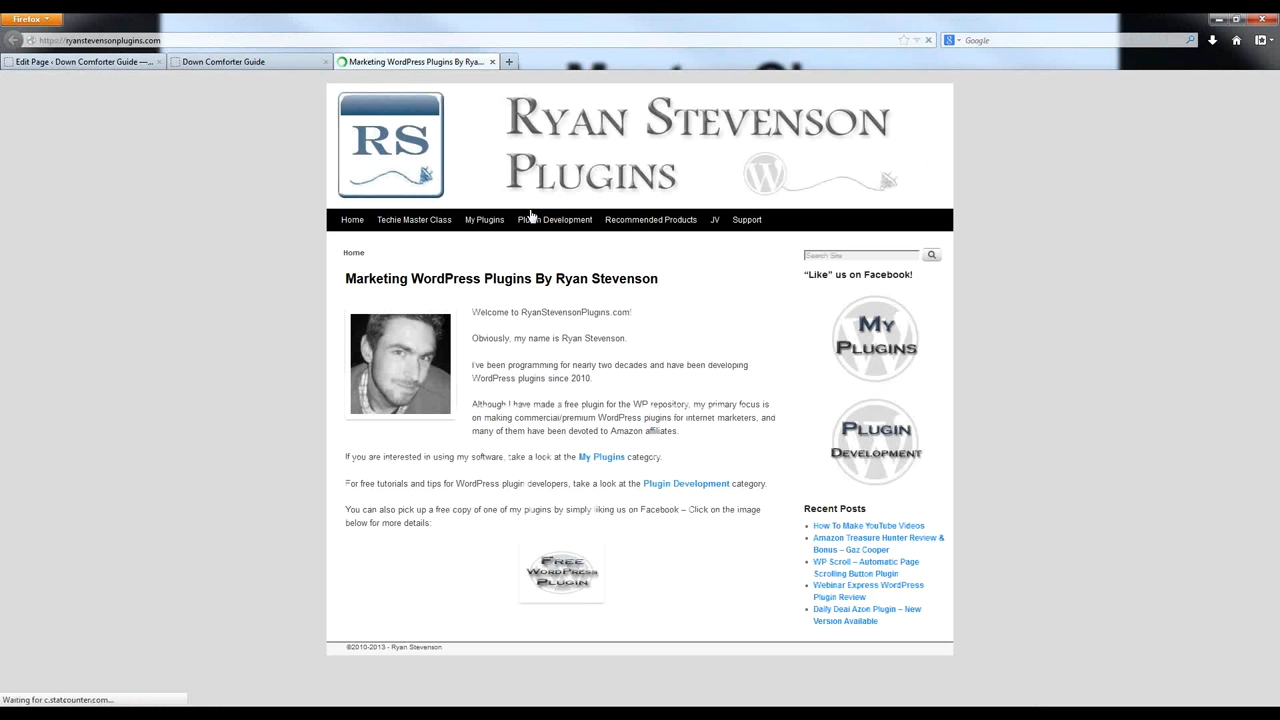 Firefox
https://ryanstevensonplugins.com
Google
Edit Page ‹ Down Comforter Guide —...
Down Comforter Guide
Marketing WordPress Plugins By Rya...
RS
RYAN STEVENSON
PLUGINS
Home
Techie Master Class
My Plugins
Plugin Development
Recommended Products
JV
Support
Home
Search Site
Marketing WordPress Plugins By Ryan Stevenson
Welcome to RyanStevensonPlugins.com!
Obviously, my name is Ryan Stevenson.
I've been programming for nearly two decades and have been developing
WordPress plugins since 2010.
Although I have made a free plugin for the WP repository, my primary focus is
on making commercial/premium WordPress plugins for internet marketers, and
many of them have been devoted to Amazon affiliates.
If you are interested in using my software, take a look at the My Plugins category.
For free tutorials and tips for WordPress plugin developers, take a look at the Plugin Development category.
You can also pick up a free copy of one of my plugins by simply liking us on Facebook – Click on the image
below for more details:
FREE
WORDPRESS
PLUGIN
“Like” us on Facebook!
MY
PLUGINS
PLUGIN
DEVELOPMENT
Recent Posts
How To Make YouTube Videos
Amazon Treasure Hunter Review &
Bonus – Gaz Cooper
WP Scroll – Automatic Page
Scrolling Button Plugin
Webinar Express WordPress
Plugin Review
Daily Deal Azon Plugin – New
Version Available
©2010-2013 - Ryan Stevenson
Waiting for c.statcounter.com...